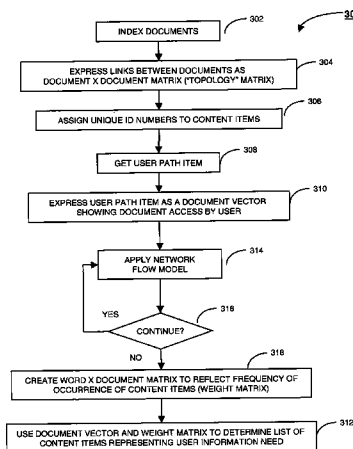 30
INDEX DOCUMENTS
302
EXPRESS LINKS BETWEEN DOCUMENTS AS
DOCUMENT X DOCUMENT MATRIX ("TOPOLOGY" MATRIX)
304
ASSIGN UNIQUE ID NUMBERS TO CONTENT ITEMS
306
GET USER PATH ITEM
308
EXPRESS USER PATH ITEM AS A DOCUMENT VECTOR
SHOWING DOCUMENT ACCESS BY USER
310
APPLY NETWORK
FLOW MODEL
314
YES
CONTINUE?
316
NO
CREATE WORD X DOCUMENT MATRIX TO REFLECT FREQUENCY OF
OCCURRENCE OF CONTENT ITEMS (WEIGHT MATRIX)
318
USE DOCUMENT VECTOR AND WEIGHT MATRIX TO DETERMINE LIST OF
CONTENT ITEMS REPRESENTING USER INFORMATION NEED
312